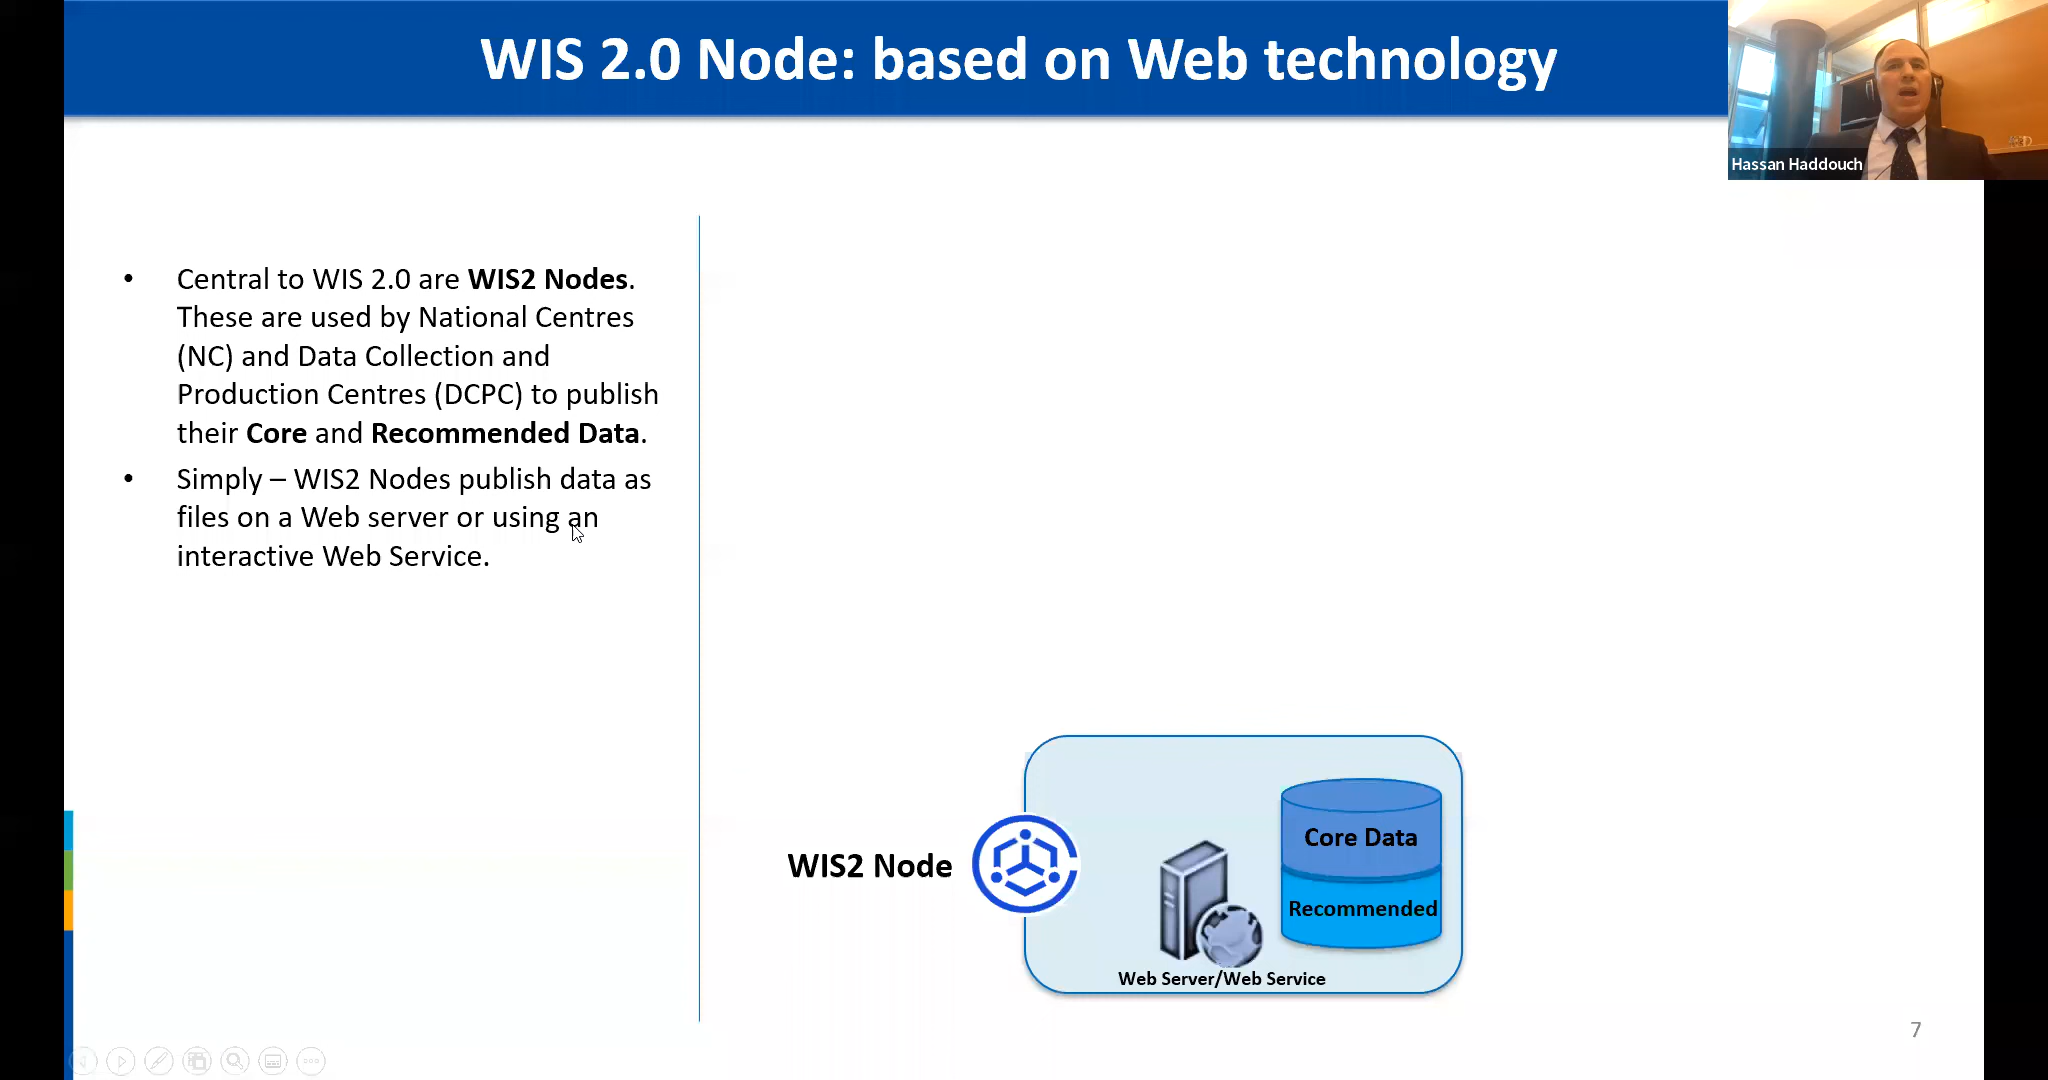 WIS 2.0 Node: based on Web technology
Hassan Haddouch
• Central to WIS 2.0 are WIS2 Nodes.
These are used by National Centres
(NC) and Data Collection and
Production Centres (DCPC) to publish
their Core and Recommended Data.
• Simply – WIS2 Nodes publish data as
files on a Web server or using an
interactive Web Service.
WIS2 Node
Core Data
Recommended
Web Server/Web Service
7